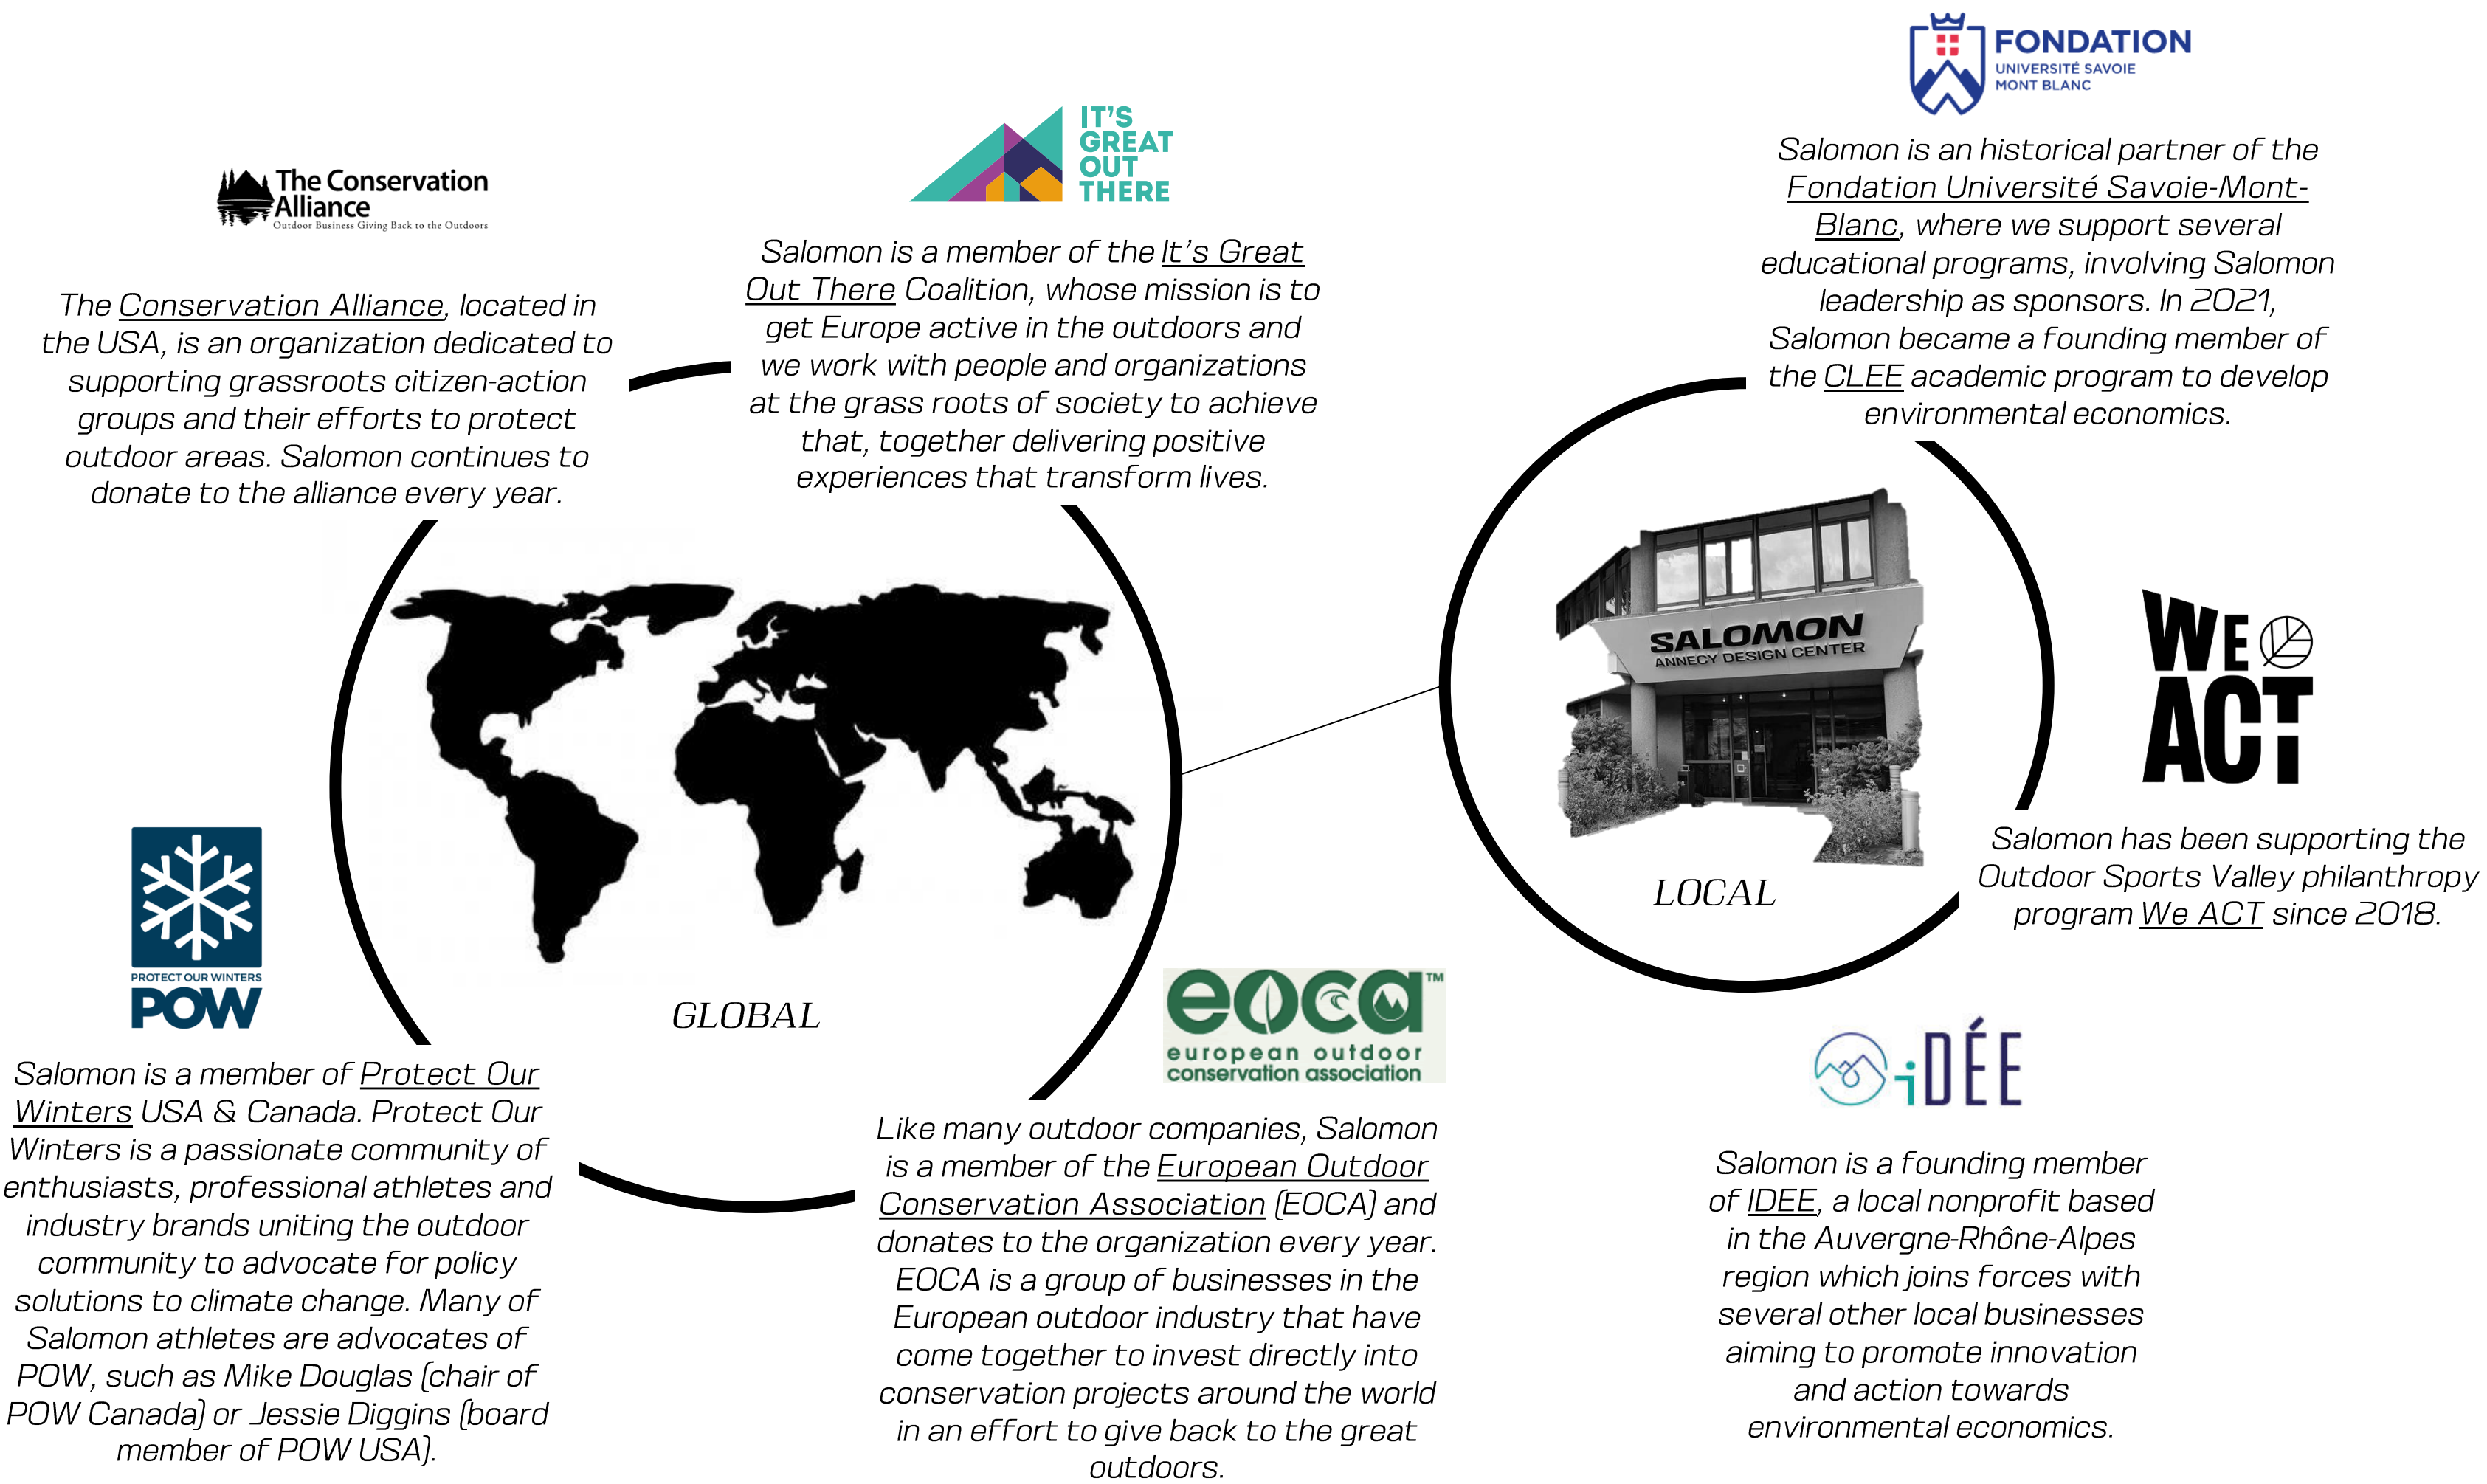 The Conservation
Alliance
Outdoor Business Giving Back to the Outdoors
The Conservation Alliance, located in
the USA, is an organization dedicated to
supporting grassroots citizen-action
groups and their efforts to protect
outdoor areas. Salomon continues to
donate to the alliance every year.
IT'S
GREAT
OUT
THERE
Salomon is a member of the It's Great
Out There Coalition, whose mission is to
get Europe active in the outdoors and
we work with people and organizations
at the grass roots of society to achieve
that, together delivering positive
experiences that transform lives.
FONDATION
UNIVERSITÉ SAVOIE
MONT BLANC
Salomon is an historical partner of the
Fondation Université Savoie-Mont-
Blanc, where we support several
educational programs, involving Salomon
leadership as sponsors. In 2021,
Salomon became a founding member of
the CLEE academic program to develop
environmental economics.
SALOMON
ANNECY DESIGN CENTER
LOCAL
WE
ACT
Salomon has been supporting the
Outdoor Sports Valley philanthropy
program We ACT since 2018.
GLOBAL
PROTECT OUR WINTERS
POW
Salomon is a member of Protect Our
Winters USA & Canada. Protect Our
Winters is a passionate community of
enthusiasts, professional athletes and
industry brands uniting the outdoor
community to advocate for policy
solutions to climate change. Many of
Salomon athletes are advocates of
POW, such as Mike Douglas (chair of
POW Canada) or Jessie Diggins (board
member of POW USA).
eoca™
european outdoor
conservation association
Like many outdoor companies, Salomon
is a member of the European Outdoor
Conservation Association (EOCA) and
donates to the organization every year.
EOCA is a group of businesses in the
European outdoor industry that have
come together to invest directly into
conservation projects around the world
in an effort to give back to the great
outdoors.
iDÉE
Salomon is a founding member
of IDEE, a local nonprofit based
in the Auvergne-Rhône-Alpes
region which joins forces with
several other local businesses
aiming to promote innovation
and action towards
environmental economics.